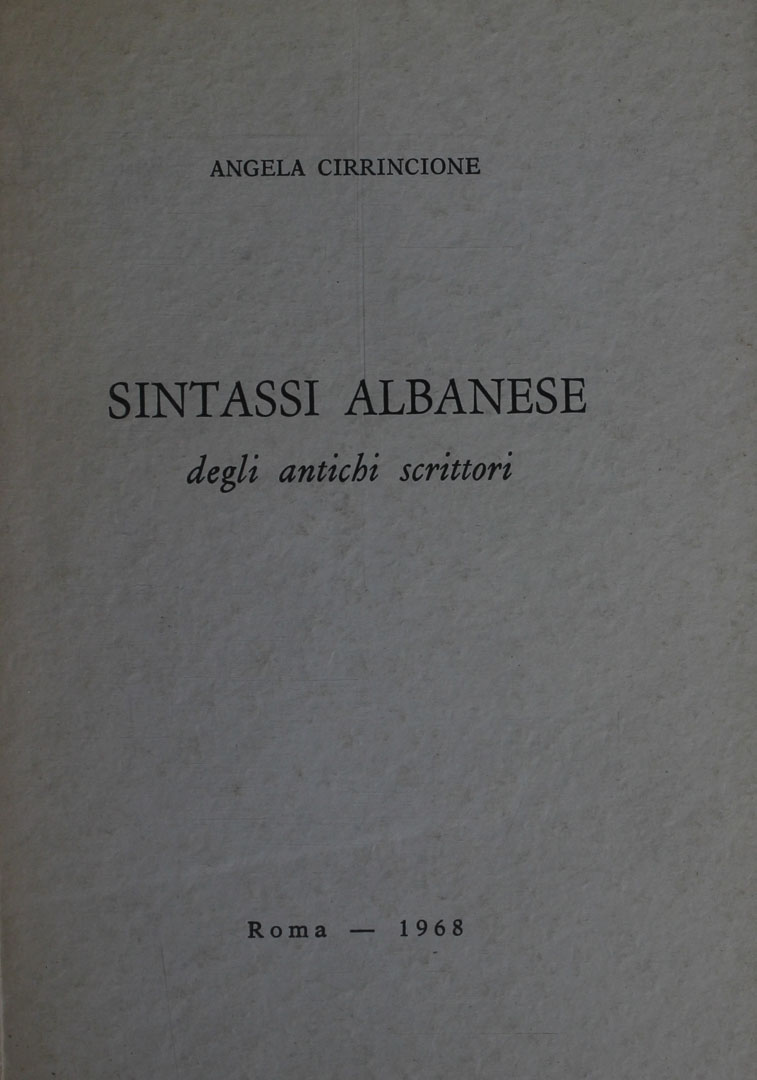 ANGELA CIRRINCIONE
SINTASSI ALBANESE
degli antichi scrittori
Roma — 1968